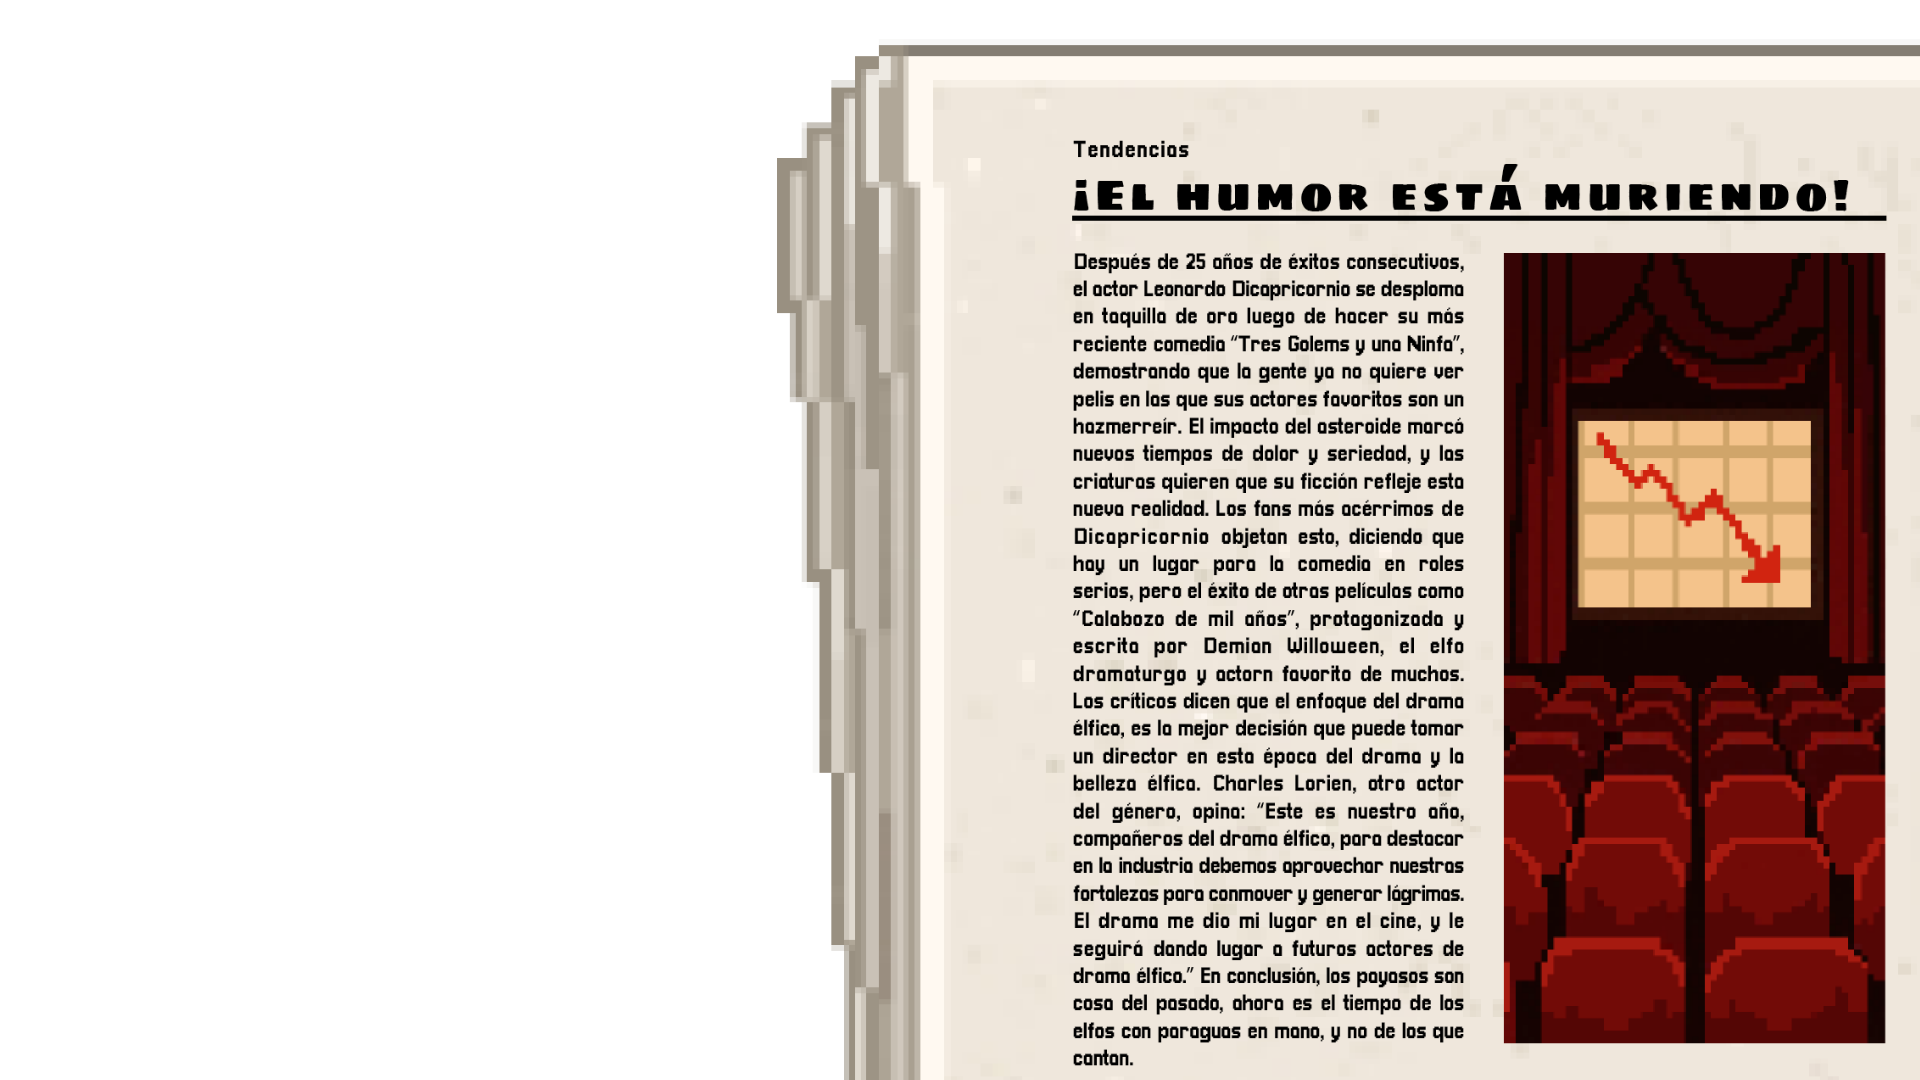 Tendencias
¡EL HUMOR ESTÁ MURIENDO!
Después de 25 años de éxitos consecutivos,
el actor Leonardo Dicapricornio se desploma
en taquilla de oro luego de hacer su más
reciente comedia "Tres Golems y una Ninfa",
demostrando que la gente ya no quiere ver
pelis en las que sus actores favoritos son un
hazmerreír. El impacto del asteroide marcó
nuevos tiempos de dolor y seriedad, y las
criaturas quieren que su ficción refleje esta
nueva realidad. Los fans más acérrimos de
Dicapricornio objetan esto, diciendo que
hay un lugar para la comedia en roles
serios, pero el éxito de otras películas como
"Calabozo de mil años", protagonizada y
escrita por Demian Willoween, el elfo
dramaturgo y actorn favorito de muchos.
Los críticos dicen que el enfoque del drama
élfico, es la mejor decisión que puede tomar
un director en esta época del drama y la
belleza élfica. Charles Lorien, otro actor
del género, opina: "Este es nuestro año,
compañeros del drama élfico, para destacar
en la industria debemos aprovechar nuestras
fortalezas para conmover y generar lágrimas.
El drama me dio mi lugar en el cine, y le
seguirá dando lugar a futuros actores de
drama élfico." En conclusión, los payasos son
cosa del pasado, ahora es el tiempo de los
elfos con paraguas en mano, y no de los que
cantan.